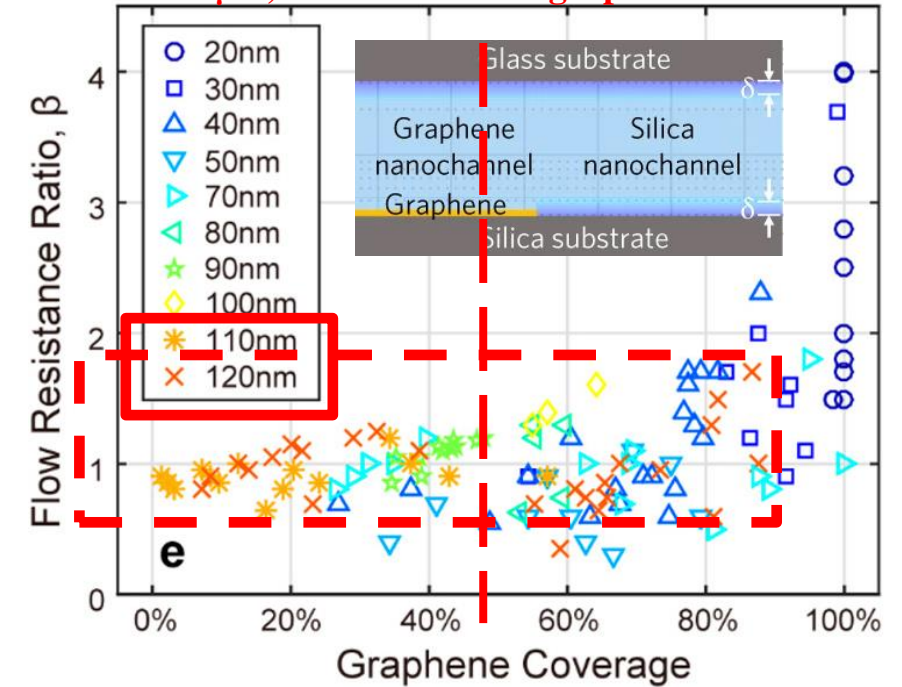 Flow Resistance Ratio, β
4
3
2
1
0
20nm
30nm
40nm
50nm
70nm
80nm
90nm
100nm
110nm
120nm
Glass substrate
δ
Graphene nanochannel
Silica nanochannel
Graphene
δ
Silica substrate
e
0% 20% 40% 60% 80% 100%
Graphene Coverage